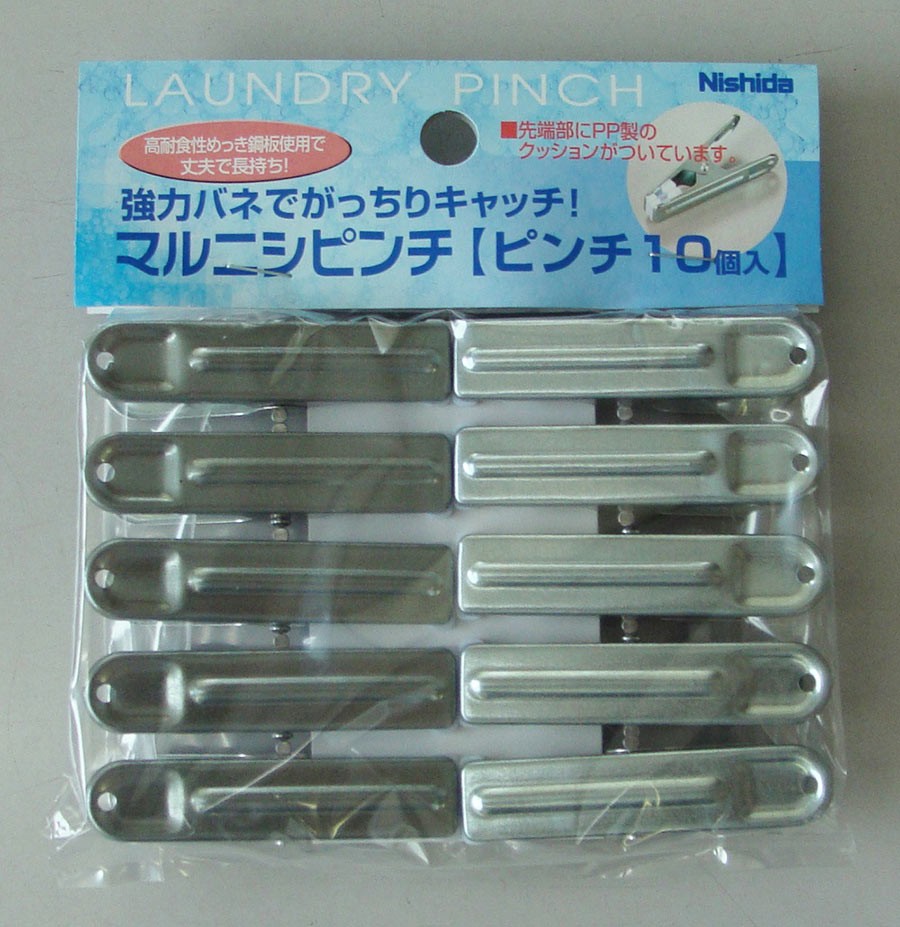 LAUNDRY PINCH
Nishida
高耐食性めっき鋼板使用で
丈夫で長持ち!
■先端部にPP製の
クッションがついています。
強力バネでがっちりキャッチ!
マルニシピンチ【ピンチ10個入】